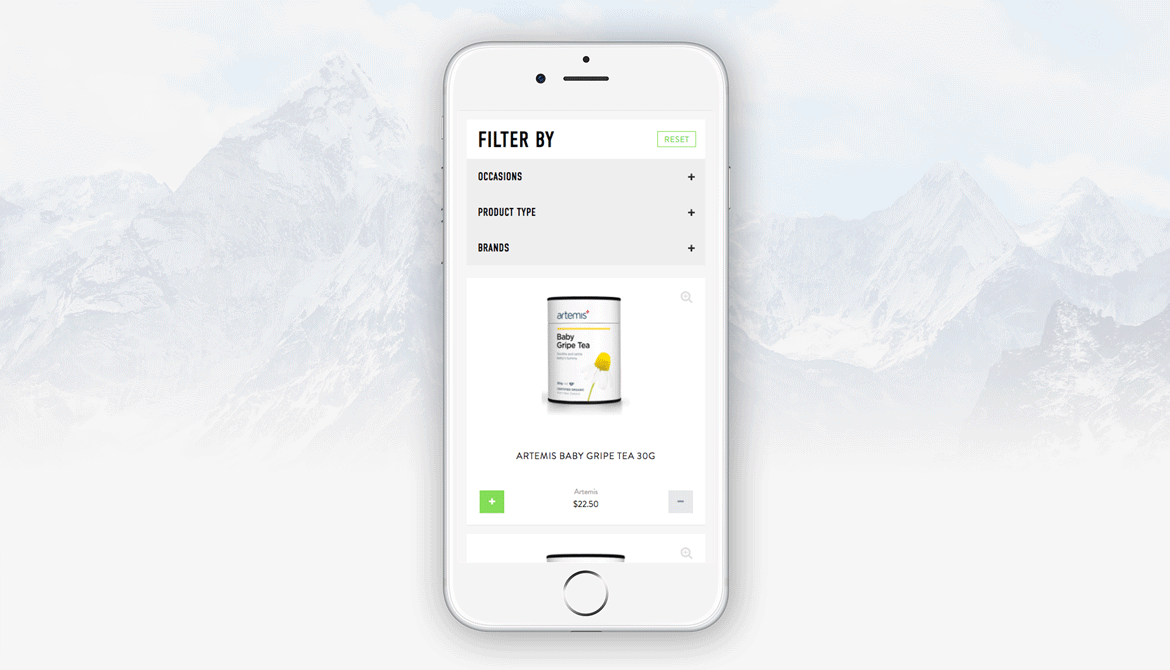 FILTER BY
RESET
OCCASIONS +
PRODUCT TYPE +
BRANDS +
artemis
Baby
Gripe Tea
ARTEMIS BABY GRIPE TEA 30G
Artemis
+ $22.50 −